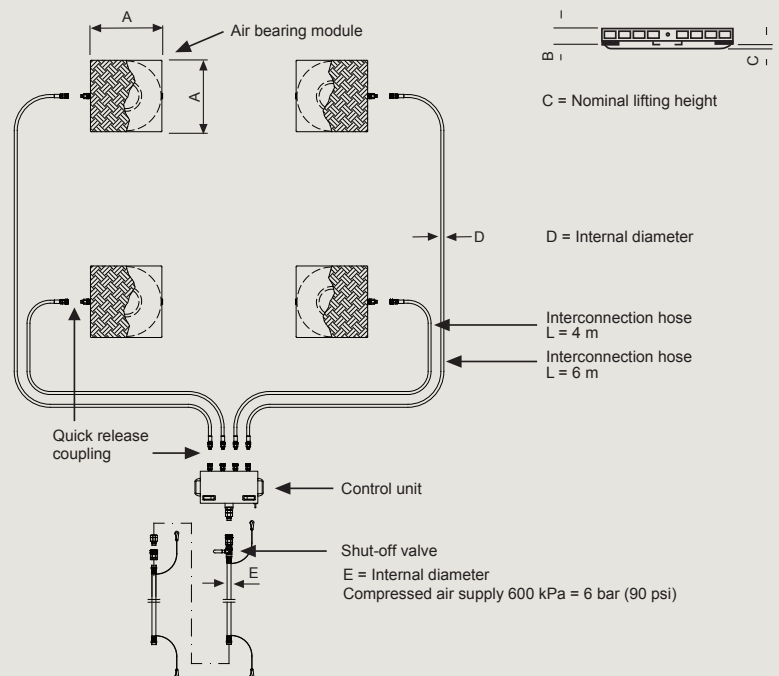 A
Air bearing module
A
B
C
C = Nominal lifting height
D
D = Internal diameter
Interconnection hose
L = 4 m
Interconnection hose
L = 6 m
Quick release
coupling
Control unit
Shut-off valve
E
E = Internal diameter
Compressed air supply 600 kPa = 6 bar (90 psi)